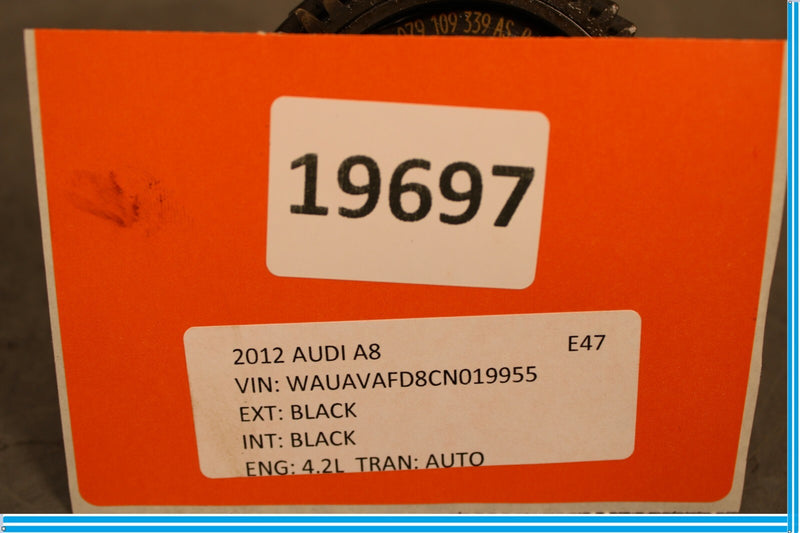 079 109 339 AS
19697
2012 AUDI A8 E47
VIN: WAUAVAFD8CN019955
EXT: BLACK
INT: BLACK
ENG: 4.2L TRAN: AUTO